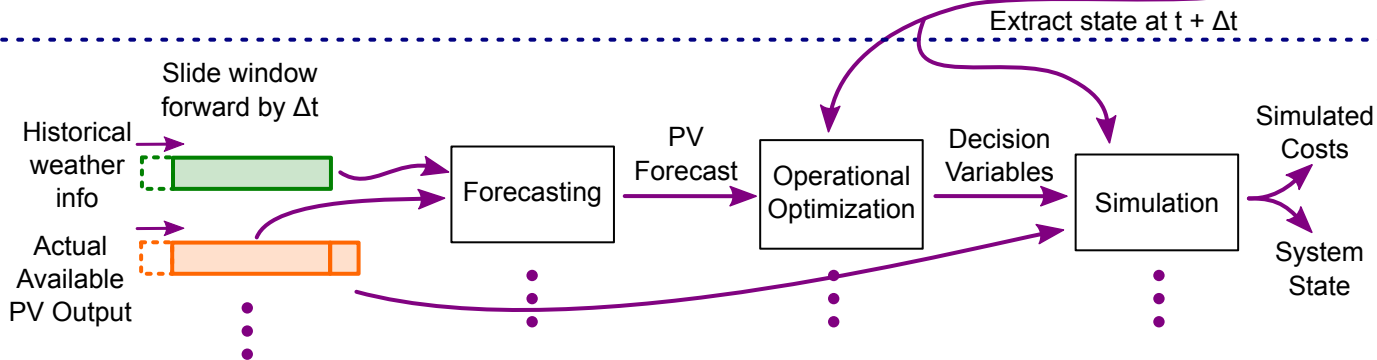 Extract state at t + Δt
Slide window
forward by Δt
Historical
weather
info
Actual
Available
PV Output
Forecasting
PV
Forecast
Operational
Optimization
Decision
Variables
Simulation
Simulated
Costs
System
State